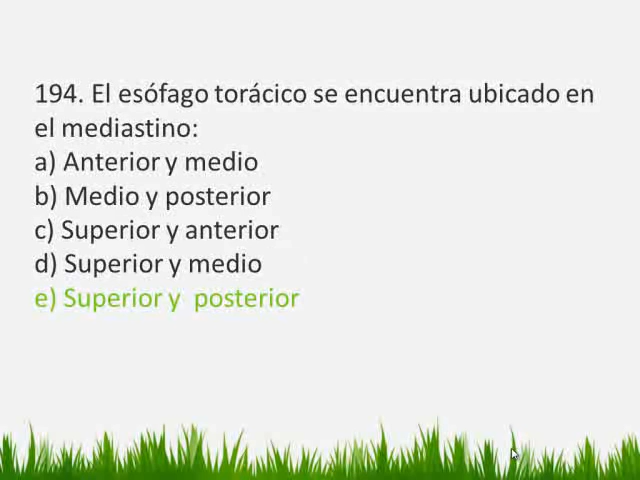 194. El esófago torácico se encuentra ubicado en
el mediastino:
a) Anterior y medio
b) Medio y posterior
c) Superior y anterior
d) Superior y medio
e) Superior y  posterior